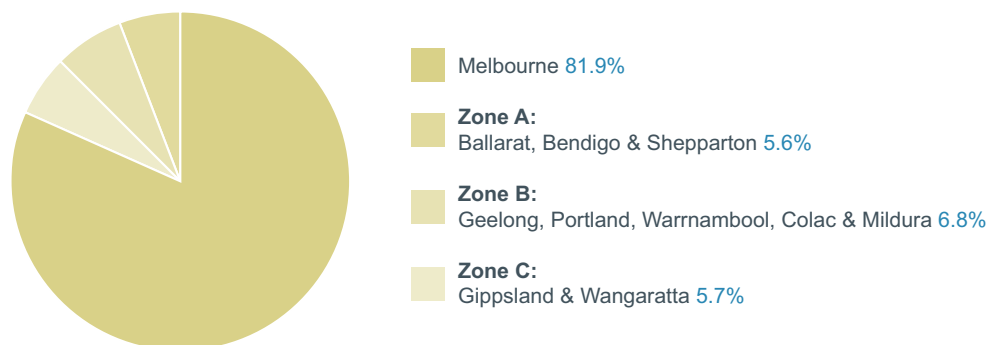 Melbourne 81.9%
Zone A:
Ballarat, Bendigo & Shepparton 5.6%
Zone B:
Geelong, Portland, Warrnambool, Colac & Mildura 6.8%
Zone C:
Gippsland & Wangaratta 5.7%